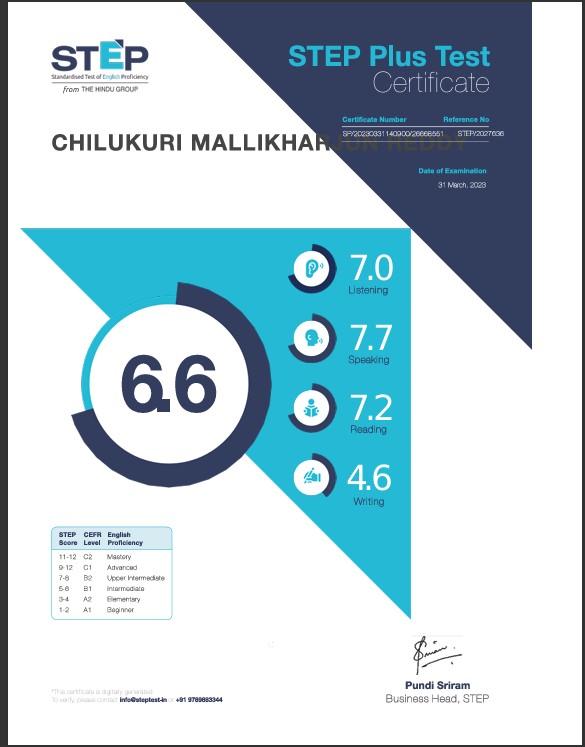 STEP
Standardised Test of English Proficiency
from THE HINDU GROUP
STEP Plus Test
Certificate
Certificate Number Reference No
SP/20230331140900/26668551 STEP/2027636
CHILUKURI MALLIKHARJUN REDDY
Date of Examination
31 March, 2023
6.6
7.0
Listening
7.7
Speaking
7.2
Reading
4.6
Writing
STEP Score CEFR Level English Proficiency
11-12 C2 Mastery
9-12 C1 Advanced
7-8 B2 Upper Intermediate
5-6 B1 Intermediate
3-4 A2 Elementary
1-2 A1 Beginner
Pundi Sriram
Business Head, STEP
*This certificate is digitally generated
To verify, please contact info@steptest.in or +91 9789883344